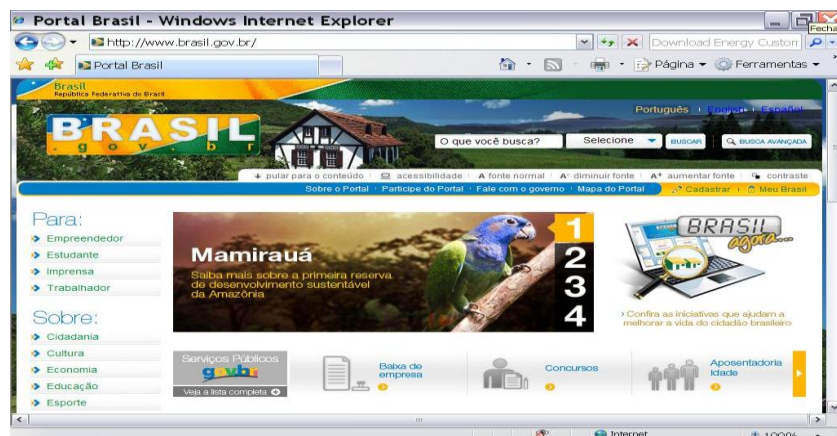 Portal Brasil - Windows Internet Explorer
Fecha
http://www.brasil.gov.br/
Download Energy Custom
Portal Brasil
Página
Ferramentas
Brasil
República Federativa do Brasil
Português English Español
BRASIL
gov.br
O que você busca?
Selecione
BUSCAR
BUSCA AVANÇADA
pular para o conteúdo acessibilidade A fonte normal A- diminuir fonte A+ aumentar fonte contraste
Sobre o Portal Participe do Portal Fale com o governo Mapa do Portal Cadastrar Meu Brasil
Para:
Empreendedor
Estudante
Imprensa
Trabalhador
Sobre:
Cidadania
Cultura
Economia
Educação
Esporte
Mamirauá
Saiba mais sobre a primeira reserva
de desenvolvimento sustentável
da Amazônia
1
2
3
4
BRASIL
agora...
Confira as iniciativas que ajudam a
melhorar a vida do cidadão brasileiro
Serviços Públicos
gov.br
Veja a lista completa
Baixa de
empresa
Concursos
Aposentadoria
Idade
Internet
100%